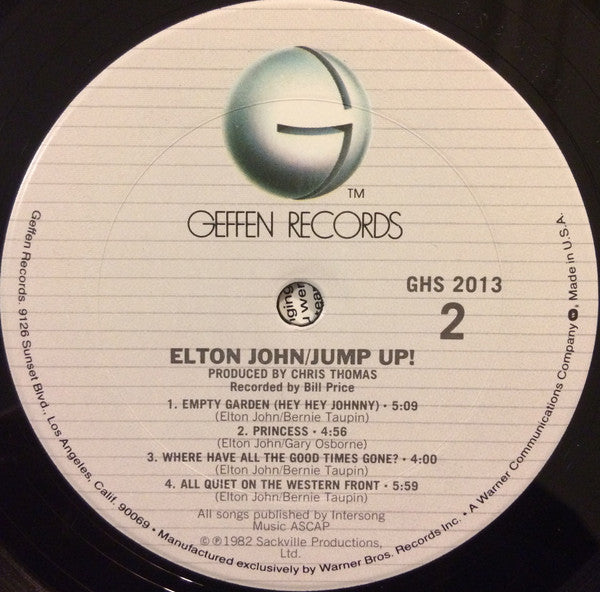 TM
GEFFEN RECORDS
GHS 2013
2
ELTON JOHN/JUMP UP!
PRODUCED BY CHRIS THOMAS
Recorded by Bill Price
1. EMPTY GARDEN (HEY HEY JOHNNY) · 5:09
(Elton John/Bernie Taupin)
2. PRINCESS · 4:56
(Elton John/Gary Osborne)
3. WHERE HAVE ALL THE GOOD TIMES GONE? · 4:00
(Elton John/Bernie Taupin)
4. ALL QUIET ON THE WESTERN FRONT · 5:59
(Elton John/Bernie Taupin)
All songs published by Intersong
Music ASCAP
©℗1982 Sackville Productions,
Ltd.
Geffen Records, 9126 Sunset Blvd., Los Angeles, Calif. 90069 • Manufactured exclusively by Warner Bros. Records Inc. • A Warner Communications Company, Made in U.S.A.